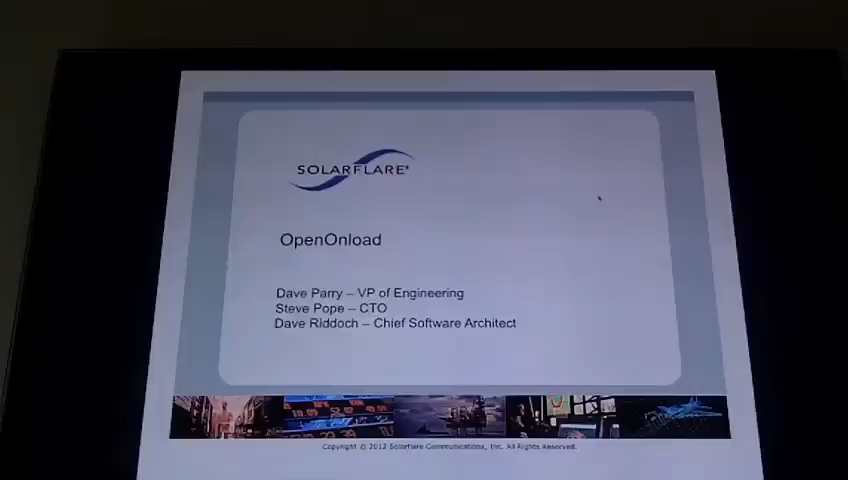 SOLARFLARE®
OpenOnload
Dave Parry – VP of Engineering
Steve Pope – CTO
Dave Riddoch – Chief Software Architect
Copyright © 2012 Solarflare Communications, Inc. All Rights Reserved.